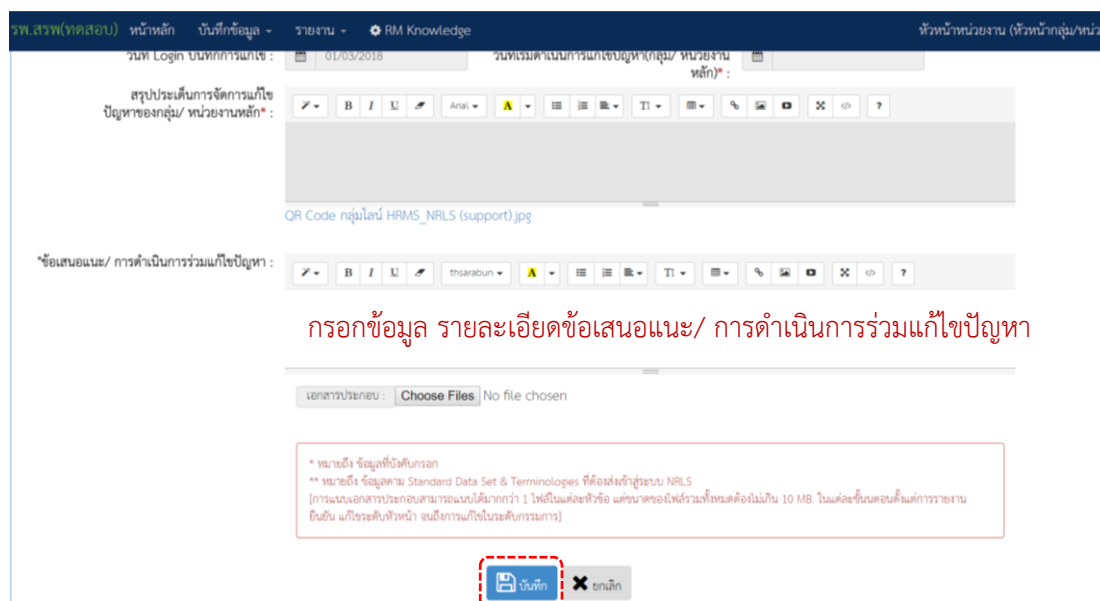 รพ.สรพ(ทดสอบ) หน้าหลัก บันทึกข้อมูล รายงาน RM Knowledge หัวหน้าหน่วยงาน (หัวหน้ากลุ่ม/หน่ว
วันที่ Login บันทึกการแก้ไข : 01/03/2018 วันที่เริ่มดำเนินการแก้ไขปัญหา(กลุ่ม/ หน่วยงาน
หลัก)* :
สรุปประเด็นการจัดการแก้ไข
ปัญหาของกลุ่ม/ หน่วยงานหลัก* :
B I U Arial A TI ?
QR Code กลุ่มไลน์ HRMS_NRLS (support).jpg
*ข้อเสนอแนะ/ การดำเนินการร่วมแก้ไขปัญหา :
B I U thsarabun A TI ?
กรอกข้อมูล รายละเอียดข้อเสนอแนะ/ การดำเนินการร่วมแก้ไขปัญหา
เอกสารประกอบ : Choose Files No file chosen
* หมายถึง ข้อมูลที่บังคับกรอก
** หมายถึง ข้อมูลตาม Standard Data Set & Terminologies ที่ต้องส่งเข้าสู่ระบบ NRLS
[การแนบเอกสารประกอบสามารถแนบได้มากกว่า 1 ไฟล์ในแต่ละหัวข้อ แต่ขนาดของไฟล์รวมทั้งหมดต้องไม่เกิน 10 MB. ในแต่ละขั้นนตอนตั้งแต่การรายงาน
ยืนยัน แก้ไขระดับหัวหน้า จนถึงการแก้ไขในระดับกรรมการ]
บันทึก ยกเลิก